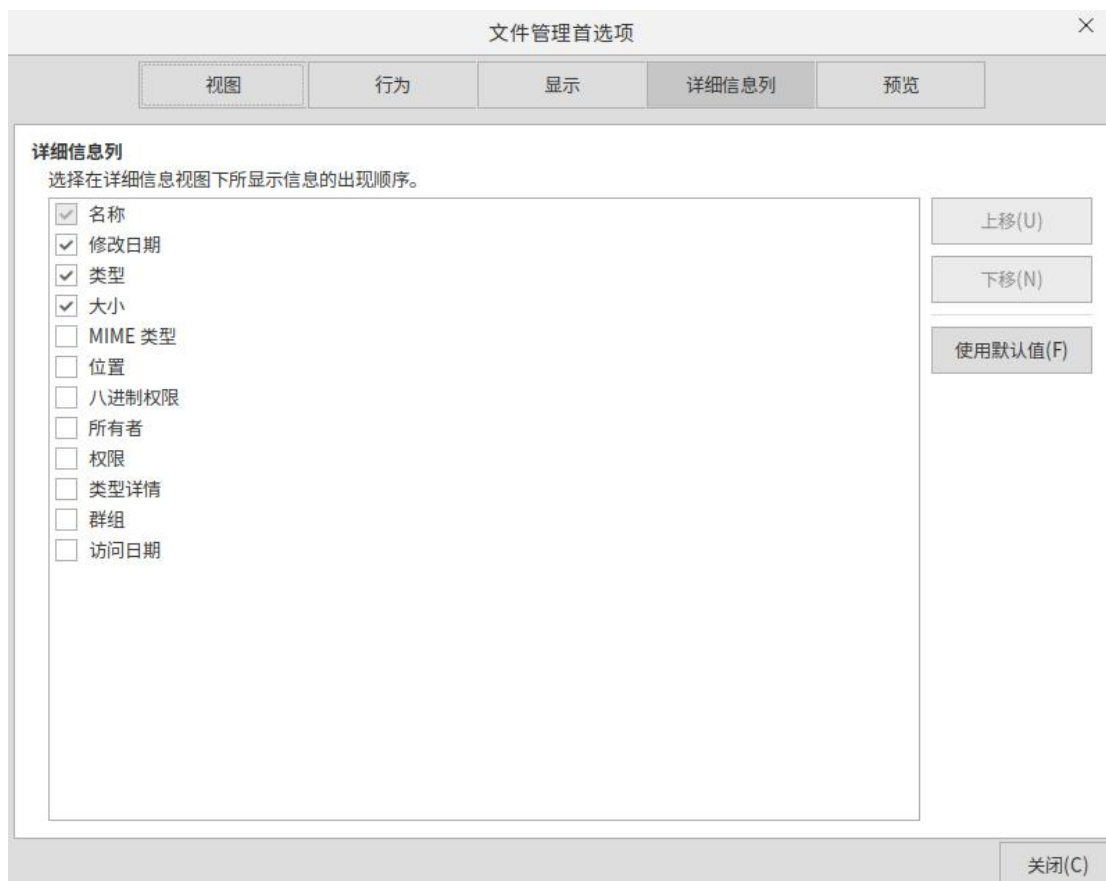 文件管理首选项
视图 行为 显示 详细信息列 预览
详细信息列
选择在详细信息视图下所显示信息的出现顺序。
名称
修改日期
类型
大小
MIME 类型
位置
八进制权限
所有者
权限
类型详情
群组
访问日期
上移(U)
下移(N)
使用默认值(F)
关闭(C)